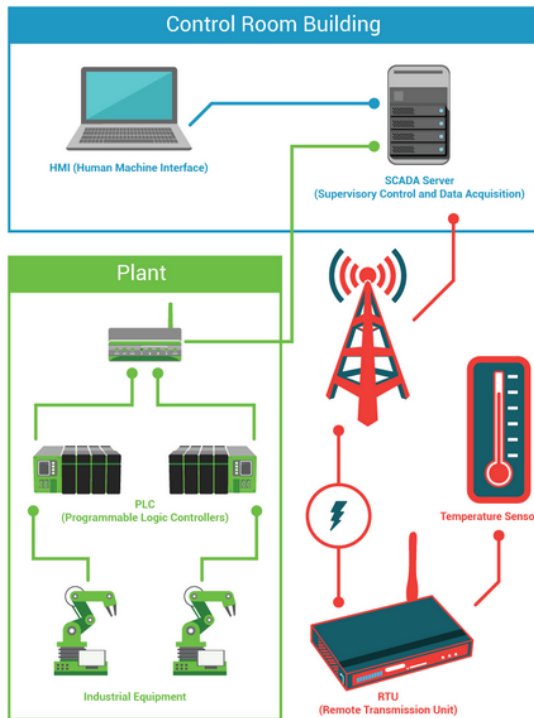 Control Room Building
HMI (Human Machine Interface)
SCADA Server
(Supervisory Control and Data Acquisition)
Plant
PLC
(Programmable Logic Controllers)
Temperature Senso
Industrial Equipment
RTU
(Remote Transmission Unit)